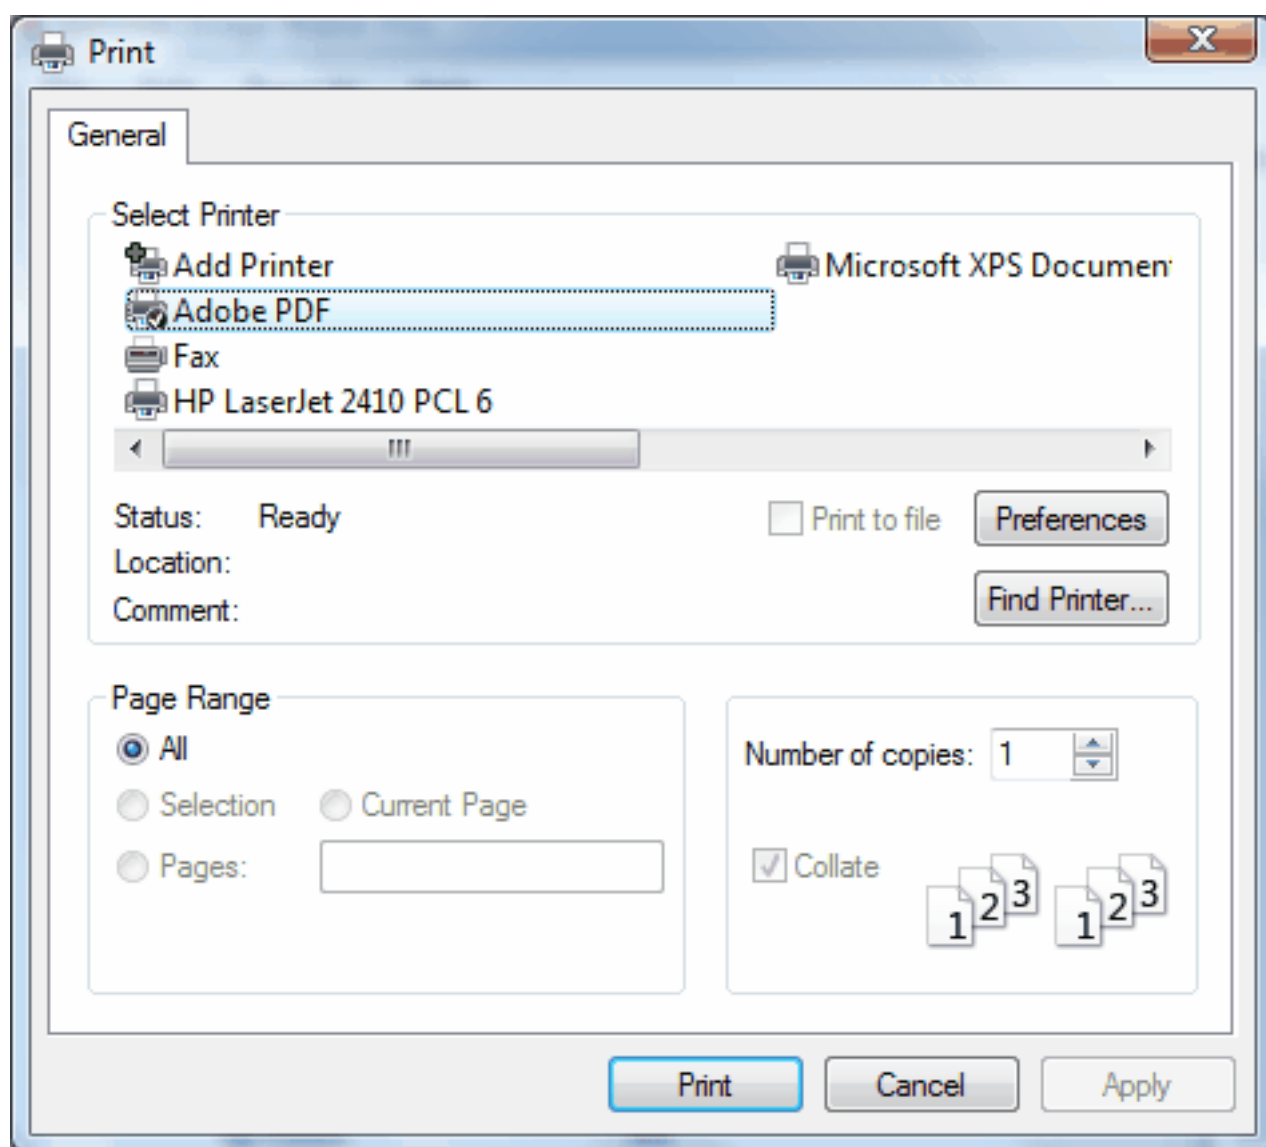 Print
X
General
Select Printer
Add Printer
Microsoft XPS Documen
Adobe PDF
Fax
HP LaserJet 2410 PCL 6
Status: Ready
Print to file
Preferences
Location:
Find Printer...
Comment:
Page Range
All
Number of copies: 1
Selection
Current Page
Pages:
Collate
1 2 3 1 2 3
Print
Cancel
Apply